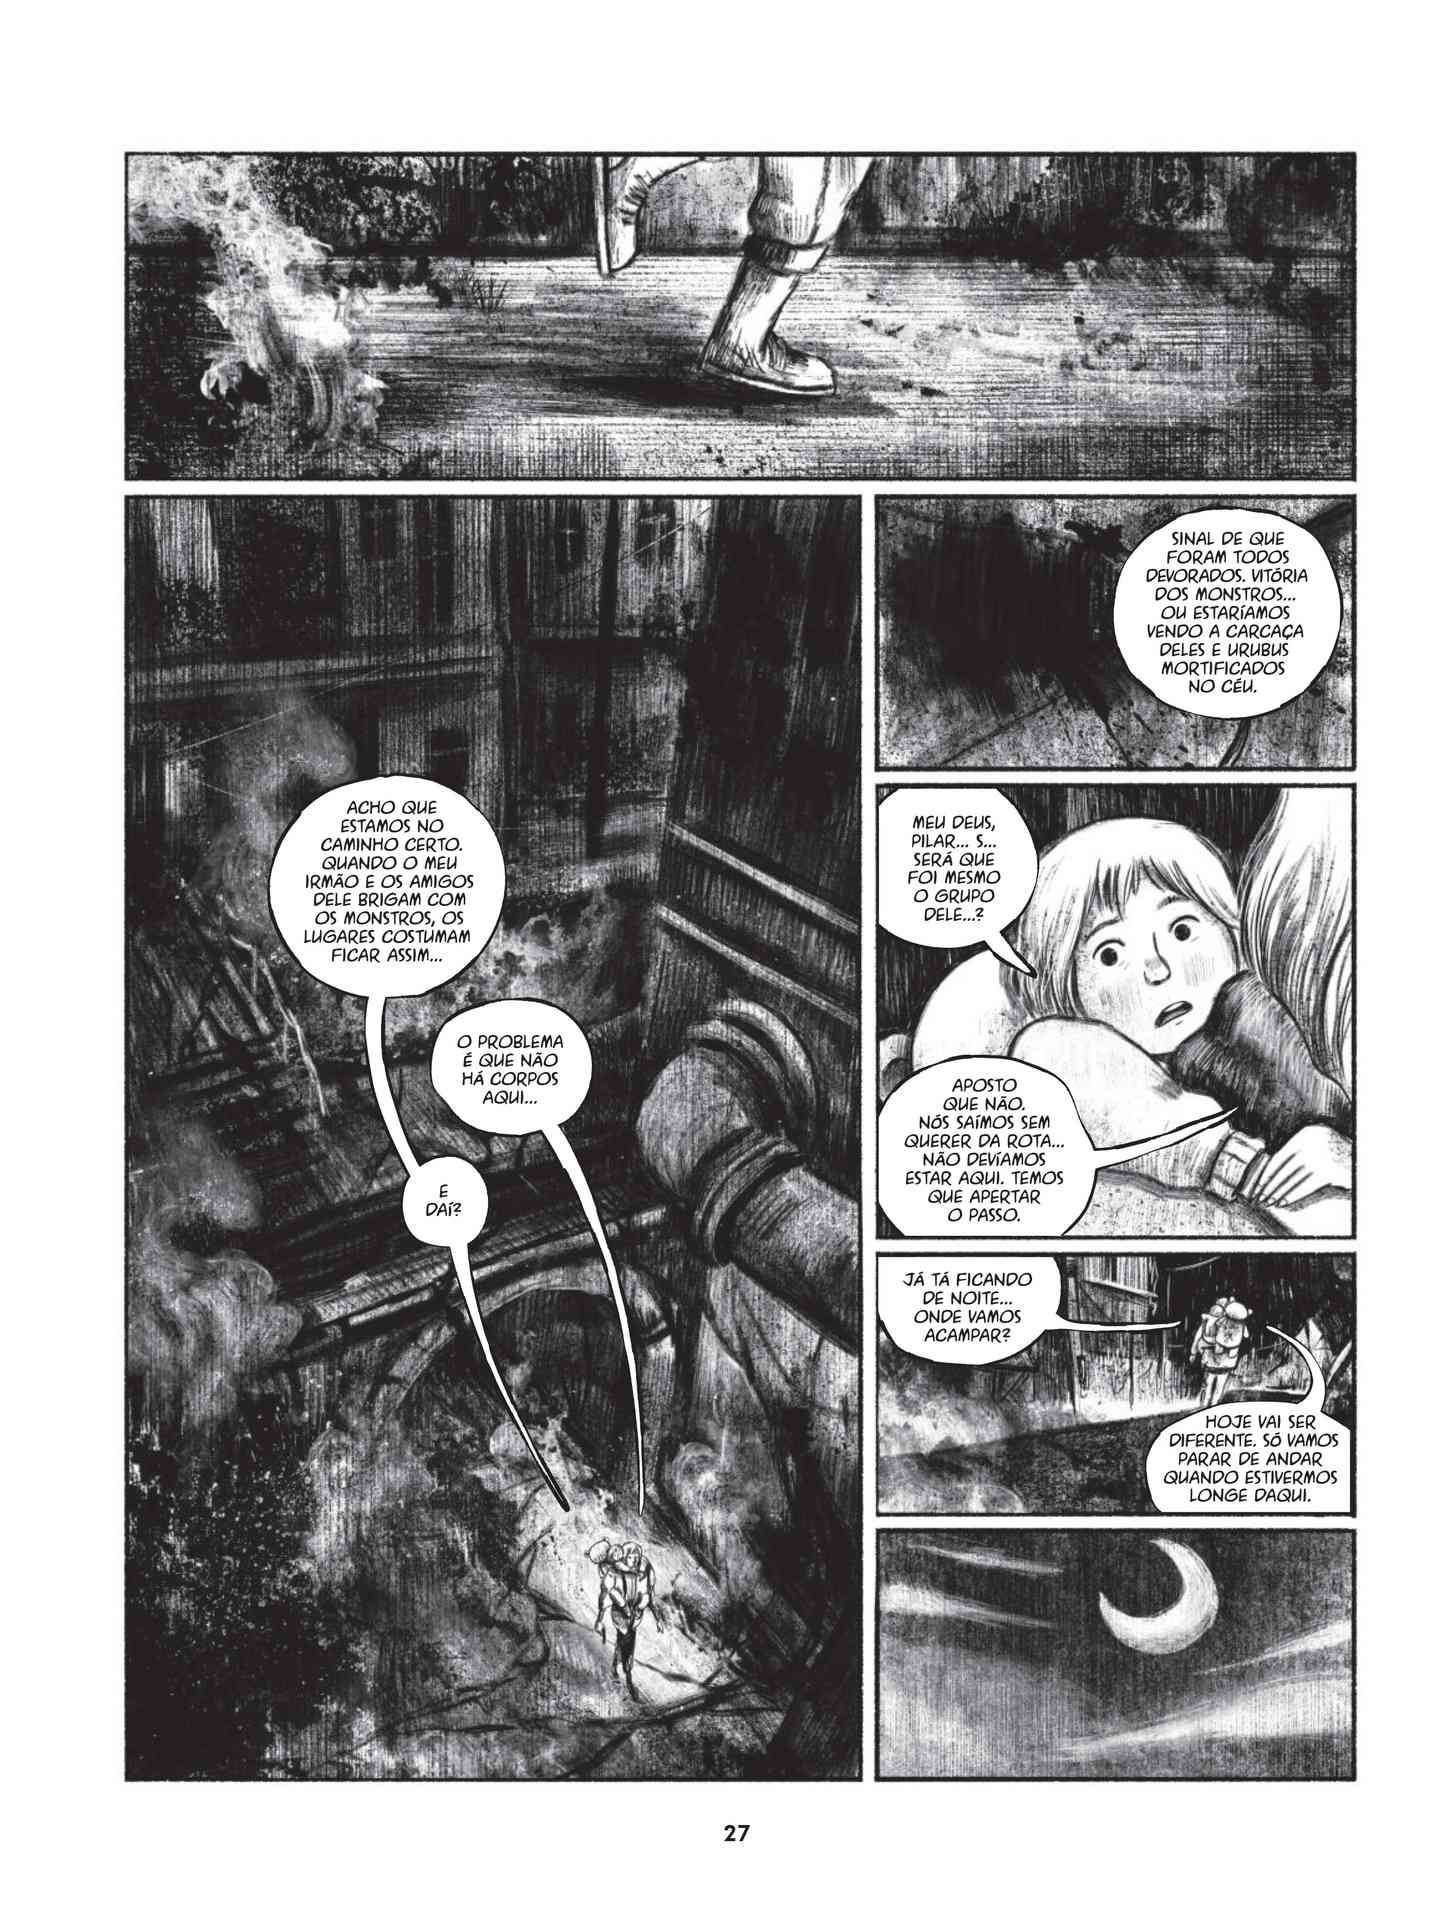 ACHO QUE
ESTAMOS NO
CAMINHO CERTO.
QUANDO O MEU
IRMÃO E OS AMIGOS
DELE BRIGAM COM
OS MONSTROS, OS
LUGARES COSTUMAM
FICAR ASSIM...
O PROBLEMA
É QUE NÃO
HÁ CORPOS
AQUI...
E
DAÍ?
SINAL DE QUE
FORAM TODOS
DEVORADOS. VITÓRIA
DOS MONSTROS...
OU ESTARÍAMOS
VENDO A CARCAÇA
DELES E URUBUS
MORTIFICADOS
NO CÉU.
MEU DEUS,
PILAR... S...
SERÁ QUE
FOI MESMO
O GRUPO
DELE...?
APOSTO
QUE NÃO.
NÓS SAÍMOS SEM
QUERER DA ROTA...
NÃO DEVÍAMOS
ESTAR AQUI. TEMOS
QUE APERTAR
O PASSO.
JÁ TÁ FICANDO
DE NOITE...
ONDE VAMOS
ACAMPAR?
HOJE VAI SER
DIFERENTE. SÓ VAMOS
PARAR DE ANDAR
QUANDO ESTIVERMOS
LONGE DAQUI.
27